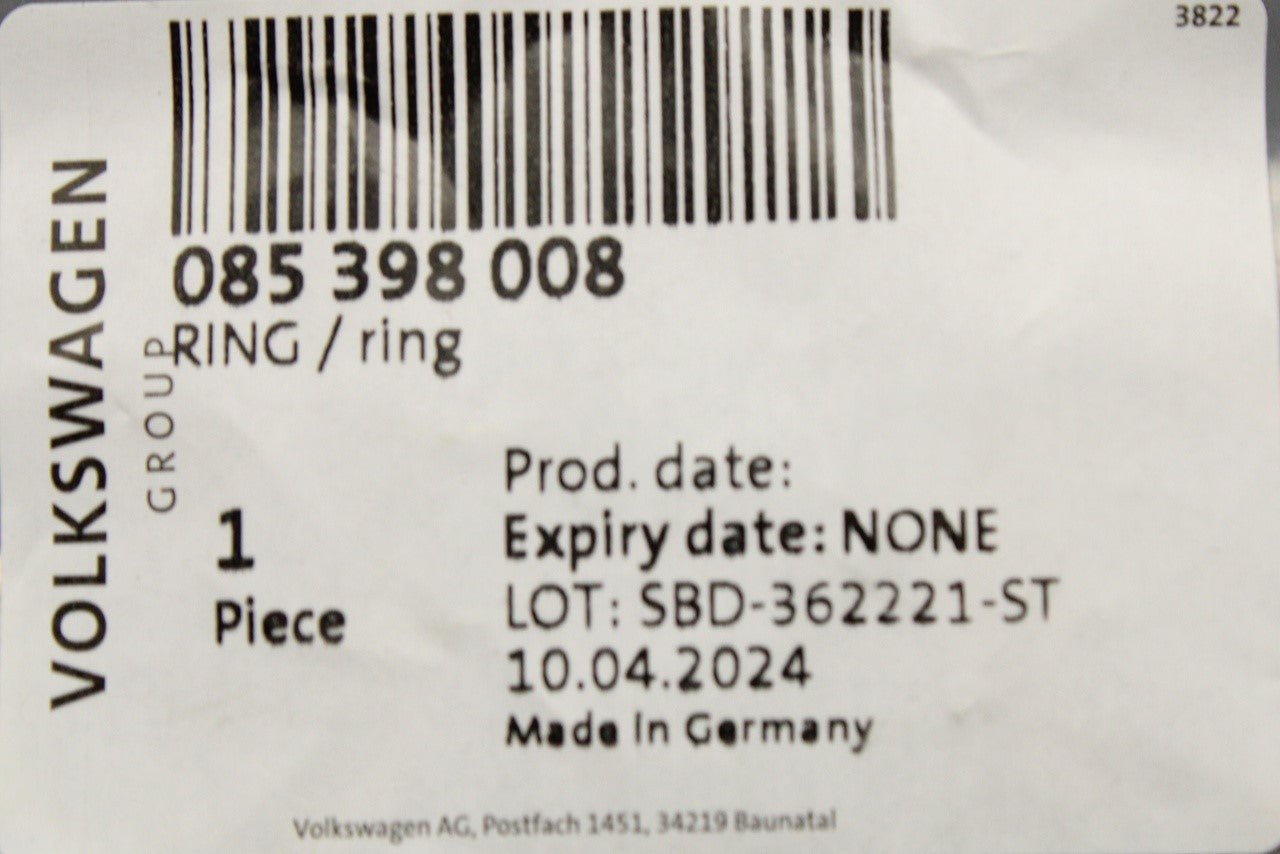 3822
085 398 008
RING / ring
VOLKSWAGEN
GROUP
1
Piece
Prod. date:
Expiry date: NONE
LOT: SBD-362221-ST
10.04.2024
Made in Germany
Volkswagen AG, Postfach 1451, 34219 Baunatal